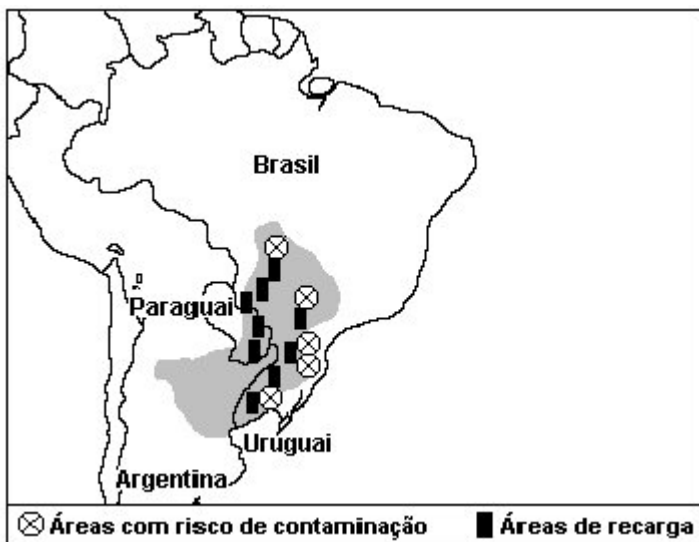 Brasil
Paraguai
Uruguai
Argentina
Áreas com risco de contaminação
Áreas de recarga